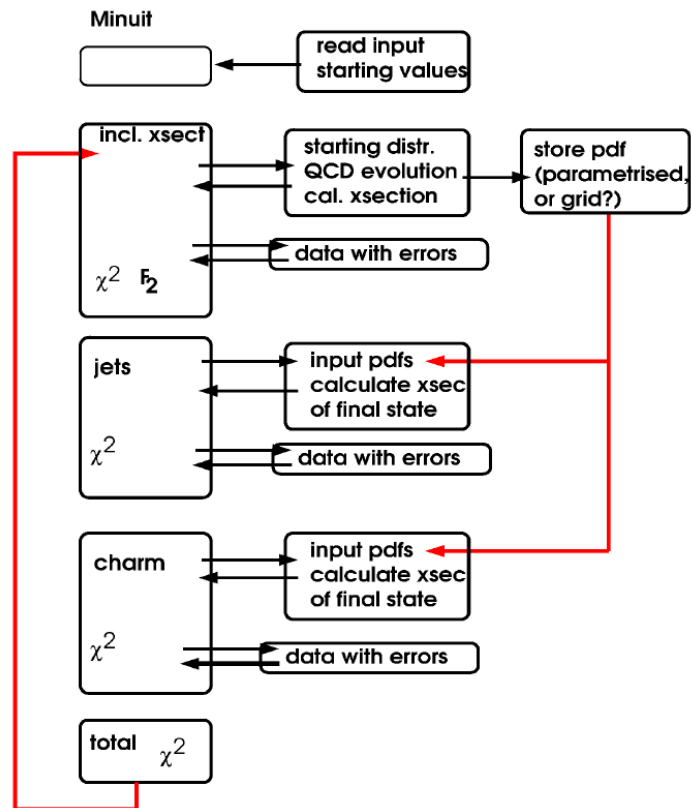 Minuit
read input
starting values
incl. xsect
starting distr.
QCD evolution
cal. xsection
store pdf
(parametrised,
or grid?)
data with errors
χ2 F2
jets
input pdfs
calculate xsec
of final state
χ2
data with errors
charm
input pdfs
calculate xsec
of final state
χ2
data with errors
total χ2